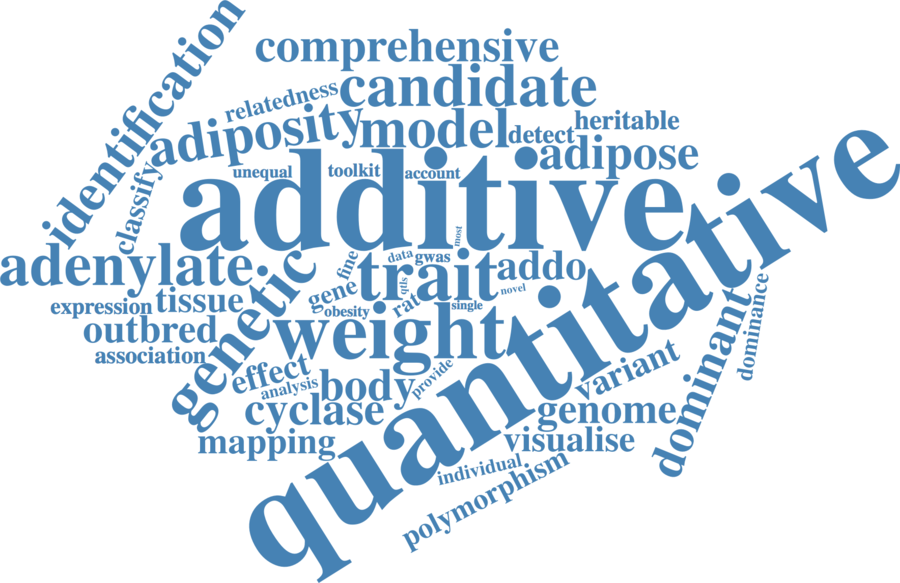 identification
comprehensive
candidate
relatedness
adiposity
model
detect
heritable
adipose
classify
unequal
toolkit
account
additive
quantitative
adenylate
genetic
fine
data
gwas
most
trait
addo
expression
tissue
gene
qtls
rat
single
novel
obesity
outbred
weight
association
effect
analysis
body
provide
variant
dominant
dominance
cyclase
genome
mapping
visualise
individual
polymorphism